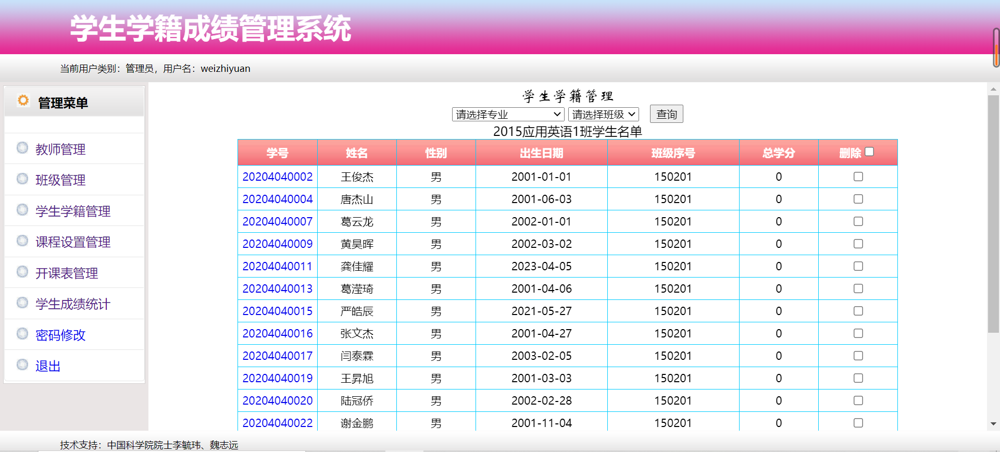 学生学籍成绩管理系统
当前用户类别：管理员，用户名：weizhiyuan
管理菜单
教师管理
班级管理
学生学籍管理
课程设置管理
开课表管理
学生成绩统计
密码修改
退出
学生学籍管理
请选择专业 请选择班级 查询
2015应用英语1班学生名单
学号 姓名 性别 出生日期 班级序号 总学分 删除
20204040002 王俊杰 男 2001-01-01 150201 0
20204040004 唐杰山 男 2001-06-03 150201 0
20204040007 葛云龙 男 2002-01-01 150201 0
20204040009 黄昊晖 男 2002-03-02 150201 0
20204040011 龚佳耀 男 2023-04-05 150201 0
20204040013 葛滢琦 男 2001-04-06 150201 0
20204040015 严皓辰 男 2021-05-27 150201 0
20204040016 张文杰 男 2001-04-27 150201 0
20204040017 闫泰霖 男 2003-02-05 150201 0
20204040019 王昇旭 男 2001-03-03 150201 0
20204040020 陆冠侨 男 2002-02-28 150201 0
20204040022 谢金鹏 男 2001-11-04 150201 0
技术支持：中国科学院院士李毓玮、魏志远